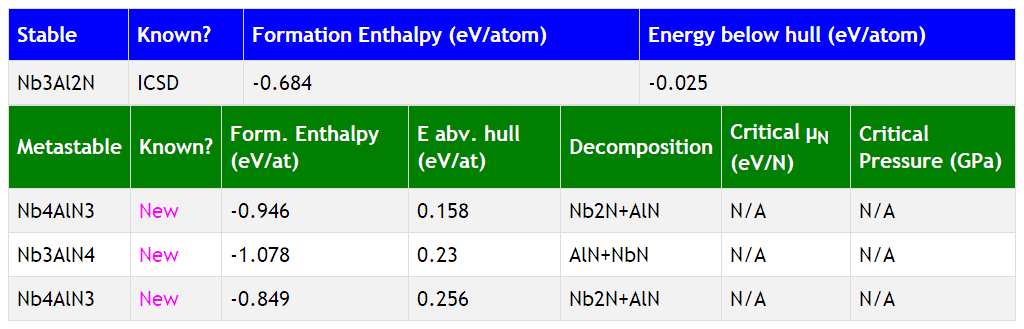 Stable Known? Formation Enthalpy (eV/atom) Energy below hull (eV/atom)
Nb3Al2N ICSD -0.684 -0.025
Metastable Known? Form. Enthalpy (eV/at) E abv. hull (eV/at) Decomposition Critical μN (eV/N) Critical Pressure (GPa)
Nb4AlN3 New -0.946 0.158 Nb2N+AlN N/A N/A
Nb3AlN4 New -1.078 0.23 AlN+NbN N/A N/A
Nb4AlN3 New -0.849 0.256 Nb2N+AlN N/A N/A